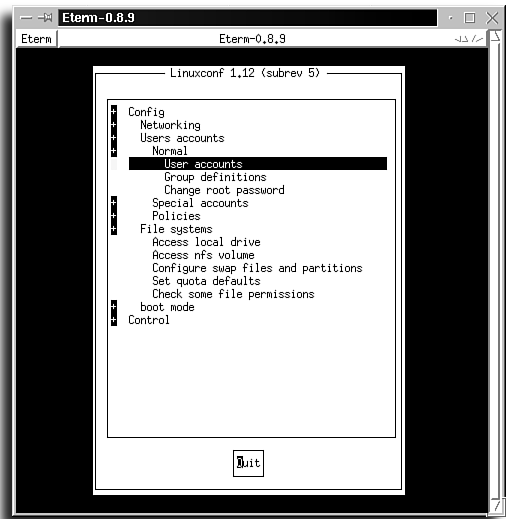 Eterm-0.8.9
Eterm Eterm-0.8.9
Linuxconf 1.12 (subrev 5)
+ Config
+ Networking
+ Users accounts
+ Normal
User accounts
Group definitions
Change root password
+ Special accounts
+ Policies
+ File systems
Access local drive
Access nfs volume
Configure swap files and partitions
Set quota defaults
Check some file permissions
+ boot mode
+ Control
Quit